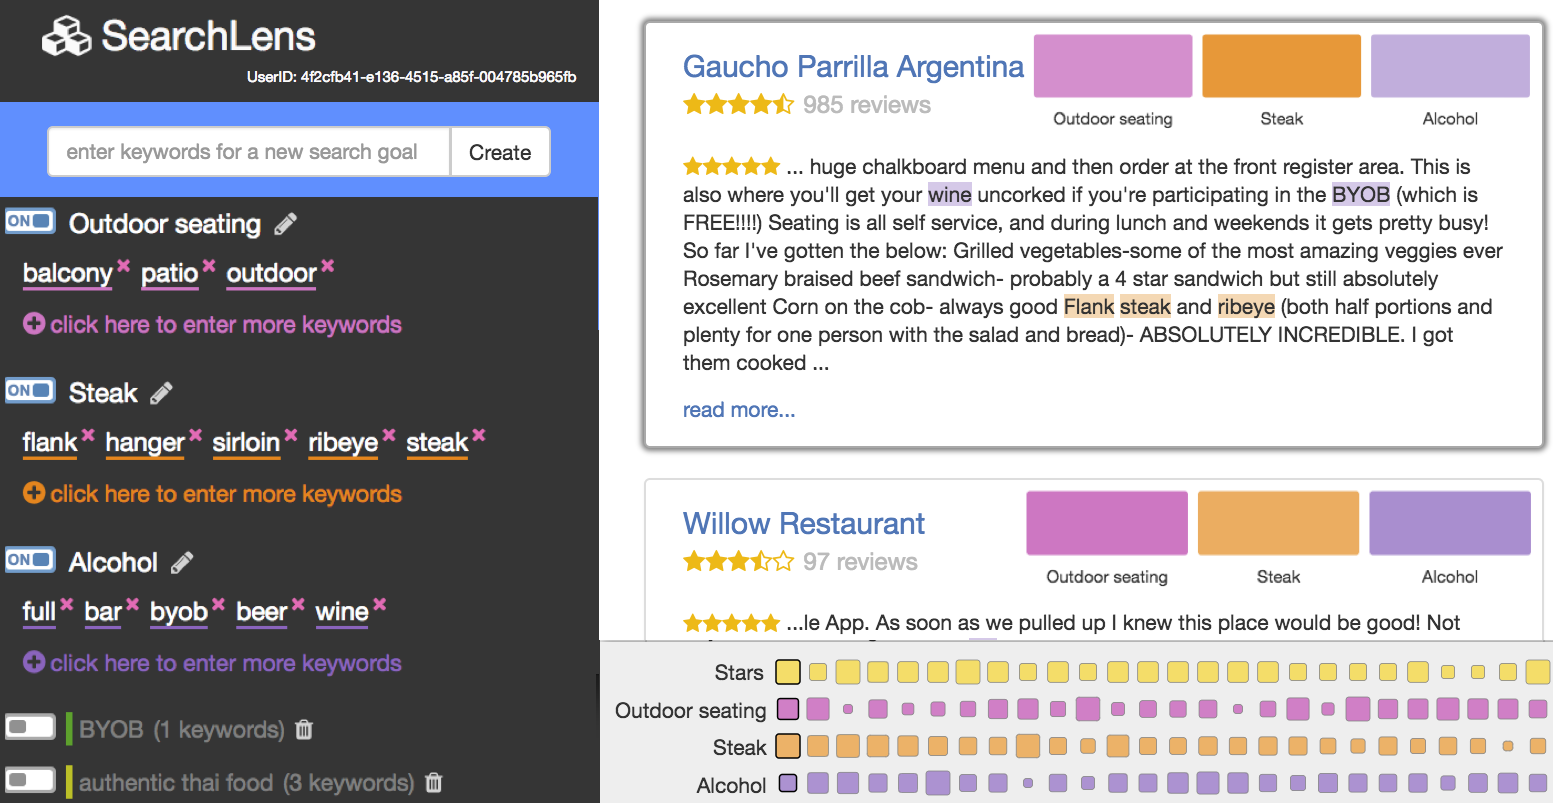 SearchLens
UserID: 4f2cfb41-e136-4515-a85f-004785b965fb
enter keywords for a new search goal Create
ON Outdoor seating
balcony patio outdoor
click here to enter more keywords
ON Steak
flank hanger sirloin ribeye steak
click here to enter more keywords
ON Alcohol
full bar byob beer wine
click here to enter more keywords
BYOB (1 keywords)
authentic thai food (3 keywords)
Gaucho Parrilla Argentina
985 reviews
Outdoor seating Steak Alcohol
... huge chalkboard menu and then order at the front register area. This is
also where you'll get your wine uncorked if you're participating in the BYOB (which is
FREE!!!!) Seating is all self service, and during lunch and weekends it gets pretty busy!
So far I've gotten the below: Grilled vegetables-some of the most amazing veggies ever
Rosemary braised beef sandwich- probably a 4 star sandwich but still absolutely
excellent Corn on the cob- always good Flank steak and ribeye (both half portions and
plenty for one person with the salad and bread)- ABSOLUTELY INCREDIBLE. I got
them cooked ...
read more...
Willow Restaurant
97 reviews
Outdoor seating Steak Alcohol
...le App. As soon as we pulled up I knew this place would be good! Not
Stars
Outdoor seating
Steak
Alcohol